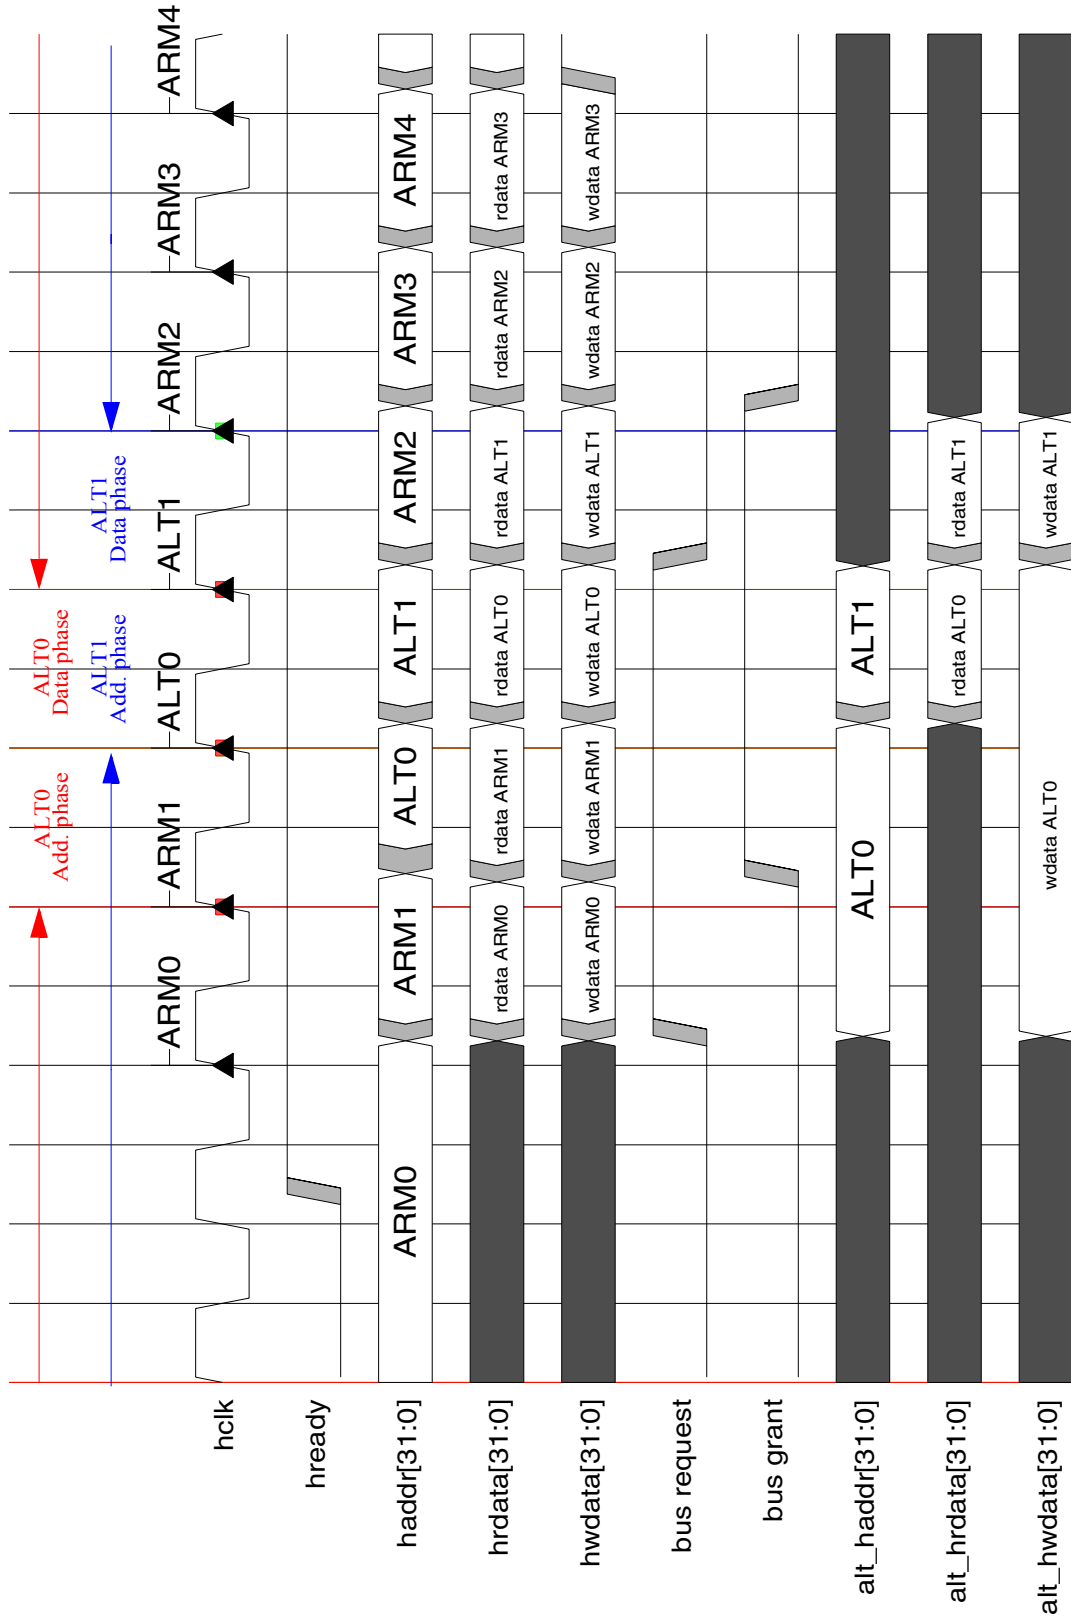 ALT0
Add. phase
ALT0
Data phase
ALT1
Add. phase
ALT1
Data phase
ARM0
ARM1
ALT0
ALT1
ARM2
ARM3
ARM4
hclk
hready
haddr[31:0]
ARM0
ARM1
ALT0
ALT1
ARM2
ARM3
ARM4
hrdata[31:0]
rdata ARM0
rdata ARM1
rdata ALT0
rdata ALT1
rdata ARM2
rdata ARM3
hwdata[31:0]
wdata ARM0
wdata ARM1
wdata ALT0
wdata ALT1
wdata ARM2
wdata ARM3
bus request
bus grant
alt_haddr[31:0]
ALT0
ALT1
alt_hrdata[31:0]
rdata ALT0
rdata ALT1
alt_hwdata[31:0]
wdata ALT0
wdata ALT1